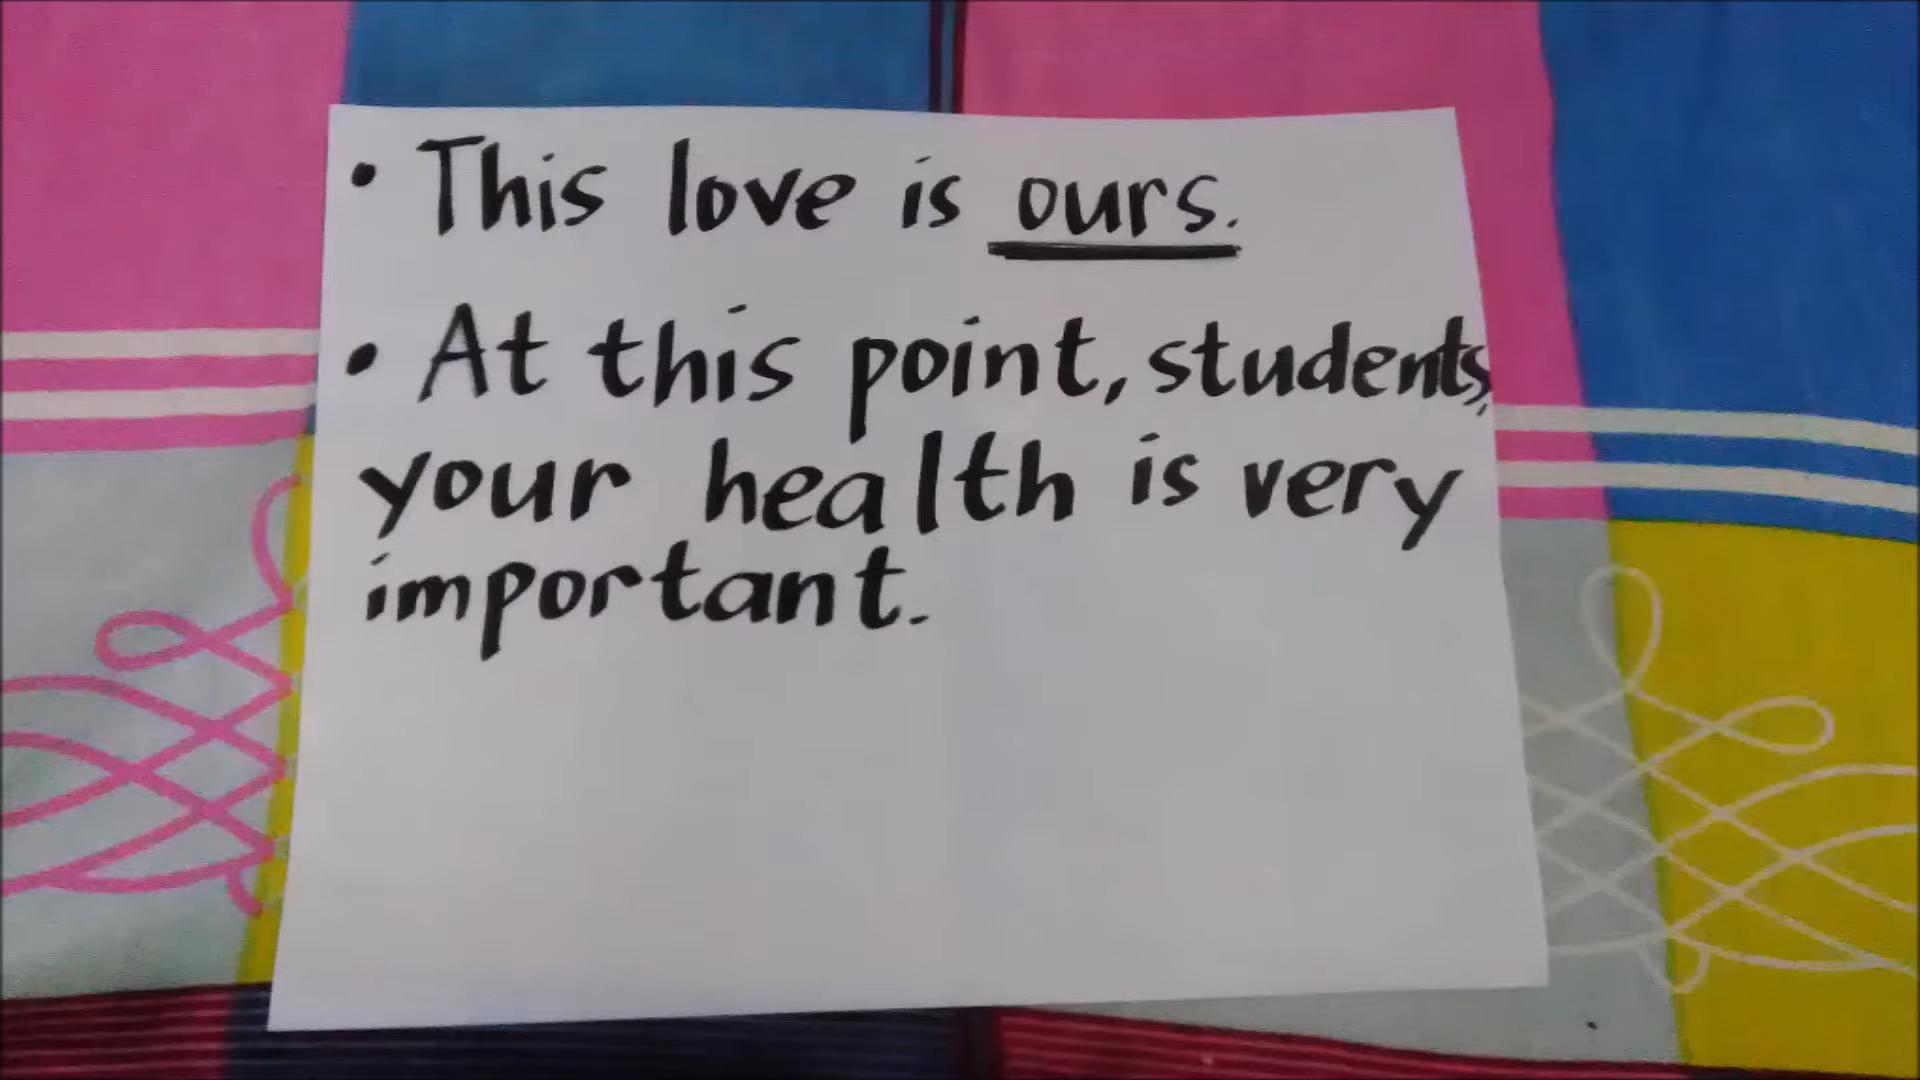 • This love is ours.
• At this point, students,
your health is very
important.